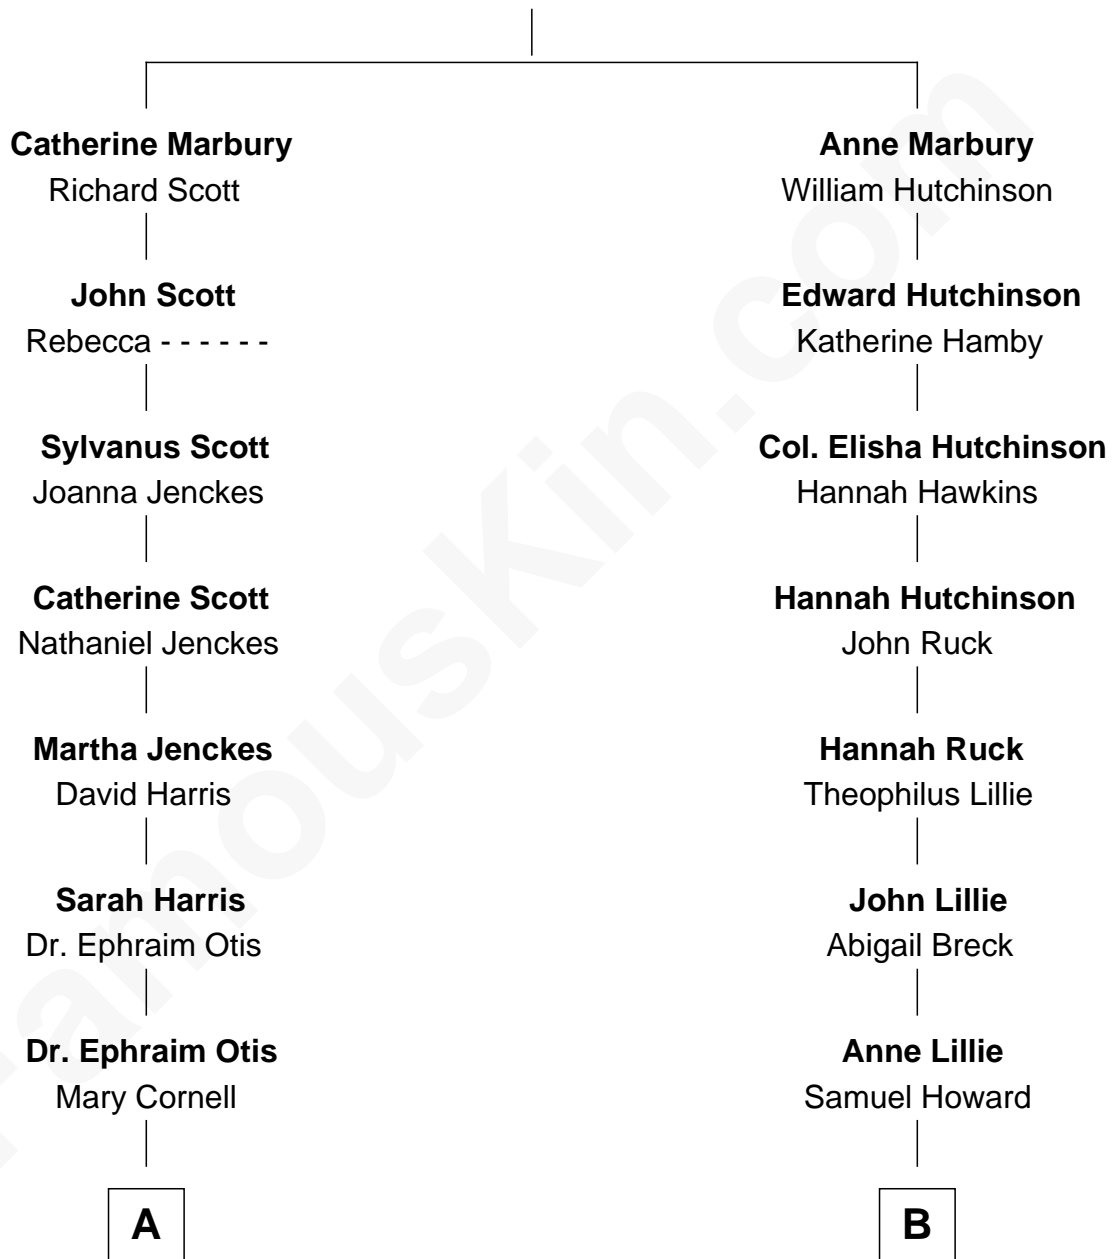 Catherine Marbury
Richard Scott
John Scott
Rebecca - - - - - -
Sylvanus Scott
Joanna Jenckes
Catherine Scott
Nathaniel Jenckes
Martha Jenckes
David Harris
Sarah Harris
Dr. Ephraim Otis
Dr. Ephraim Otis
Mary Cornell
A
Anne Marbury
William Hutchinson
Edward Hutchinson
Katherine Hamby
Col. Elisha Hutchinson
Hannah Hawkins
Hannah Hutchinson
John Ruck
Hannah Ruck
Theophilus Lillie
John Lillie
Abigail Breck
Anne Lillie
Samuel Howard
B
FamousKin.com